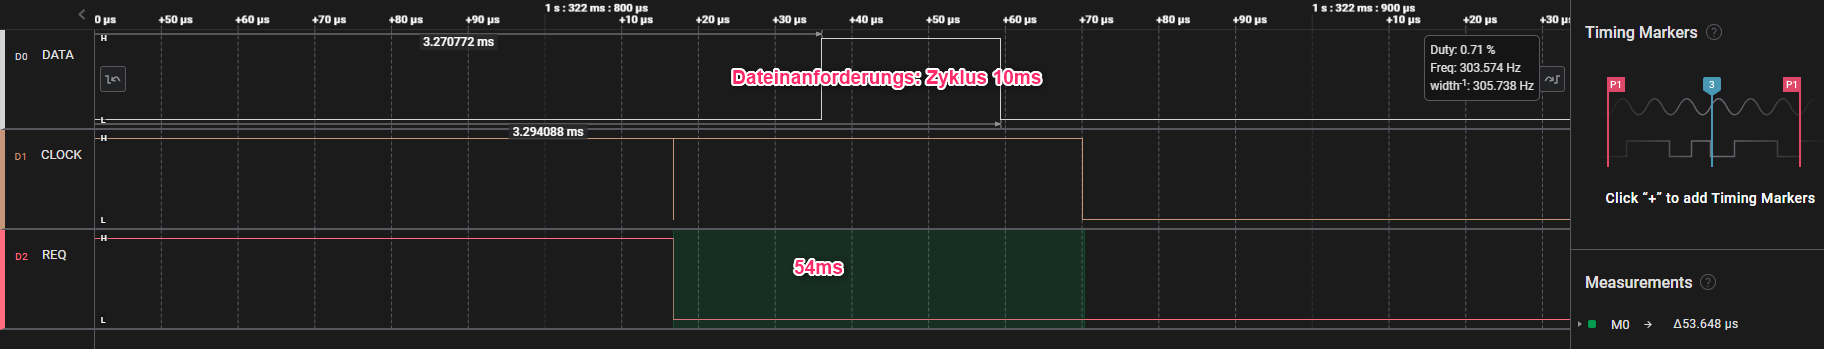 1 s : 322 ms : 800 µs
1 s : 322 ms : 900 µs
0 µs +50 µs +60 µs +70 µs +80 µs +90 µs +10 µs +20 µs +30 µs +40 µs +50 µs +60 µs +70 µs +80 µs +90 µs +10 µs +20 µs +30 µs
D0 DATA
H
L
3.270772 ms
Dateinanforderungs: Zyklus 10ms
3.294088 ms
Duty: 0.71 %
Freq: 303.574 Hz
width⁻¹: 305.738 Hz
D1 CLOCK
H
L
D2 REQ
H
L
54ms
Timing Markers ?
P1 3 P1
Click “+” to add Timing Markers
Measurements ?
M0 → Δ53.648 µs